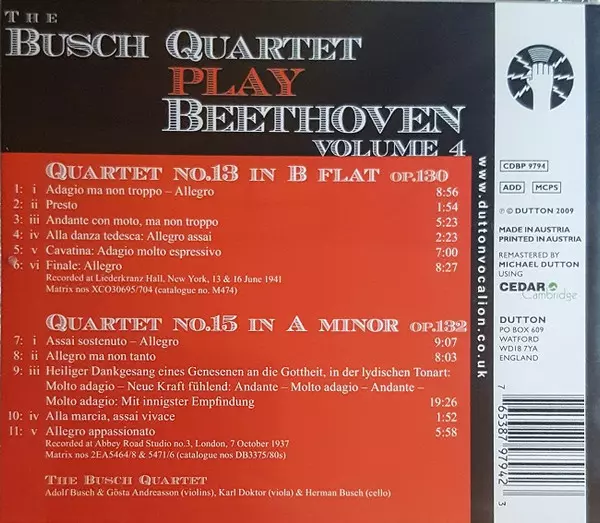 THE
BUSCH QUARTET
PLAY
BEETHOVEN
VOLUME 4
QUARTET NO.13 IN B FLAT OP.130
1: i Adagio ma non troppo – Allegro 8:56
2: ii Presto 1:54
3: iii Andante con moto, ma non troppo 5:23
4: iv Alla danza tedesca: Allegro assai 2:23
5: v Cavatina: Adagio molto espressivo 7:00
6: vi Finale: Allegro 8:27
Recorded at Liederkranz Hall, New York, 13 & 16 June 1941
Matrix nos XCO30695/704 (catalogue no. M474)
QUARTET NO.15 IN A MINOR OP.132
7: i Assai sostenuto – Allegro 9:07
8: ii Allegro ma non tanto 8:03
9: iii Heiliger Dankgesang eines Genesenen an die Gottheit, in der lydischen Tonart:
Molto adagio – Neue Kraft fühlend: Andante – Molto adagio – Andante –
Molto adagio: Mit innigster Empfindung 19:26
10: iv Alla marcia, assai vivace 1:52
11: v Allegro appassionato 5:58
Recorded at Abbey Road Studio no.3, London, 7 October 1937
Matrix nos 2EA5464/8 & 5471/6 (catalogue nos DB3375/80s)
THE BUSCH QUARTET
Adolf Busch & Gösta Andreasson (violins), Karl Doktor (viola) & Herman Busch (cello)
www.duttonvocalion.co.uk
CDBP 9794
ADD MCPS
℗ © DUTTON 2009
MADE IN AUSTRIA
PRINTED IN AUSTRIA
REMASTERED BY
MICHAEL DUTTON
USING
CEDAR
Cambridge
DUTTON
PO BOX 609
WATFORD
WD18 7YA
ENGLAND
7 65387 97942 3